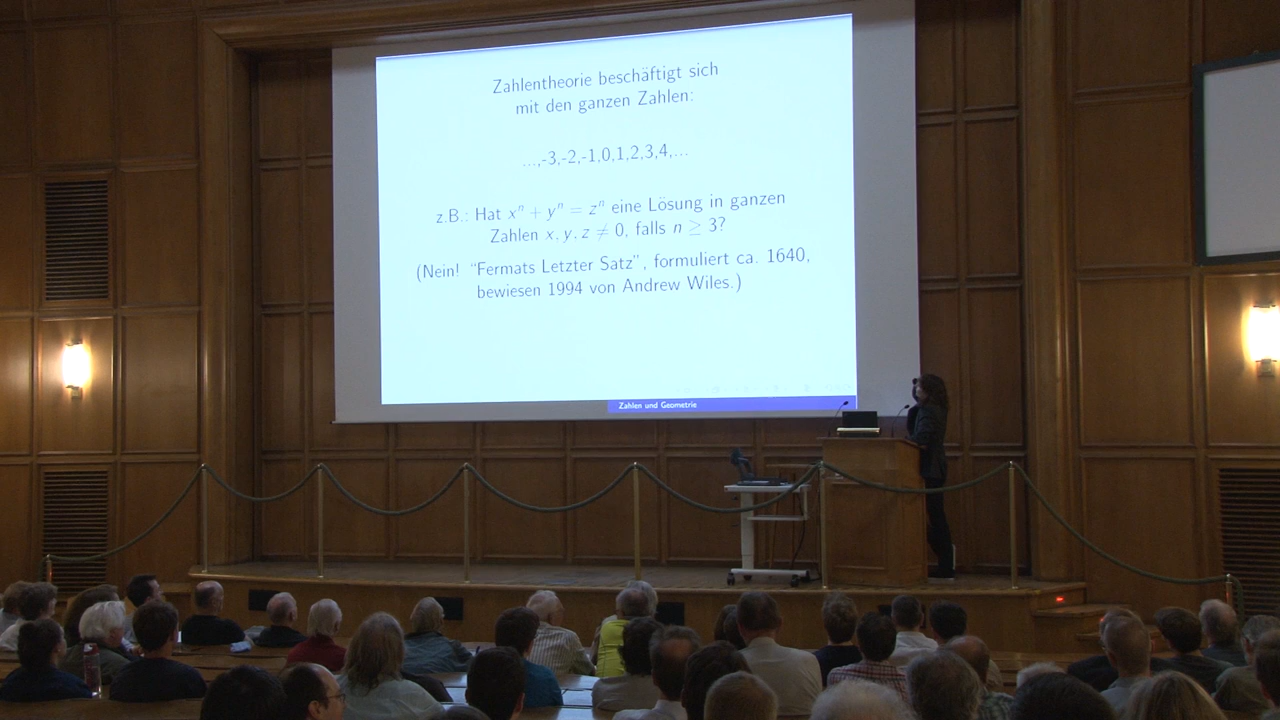 Zahlentheorie beschäftigt sich
mit den ganzen Zahlen:
...,-3,-2,-1,0,1,2,3,4,...
z.B.: Hat xⁿ + yⁿ = zⁿ eine Lösung in ganzen
Zahlen x, y, z ≠ 0, falls n ≥ 3?
(Nein! "Fermats Letzter Satz", formuliert ca. 1640,
bewiesen 1994 von Andrew Wiles.)
Zahlen und Geometrie